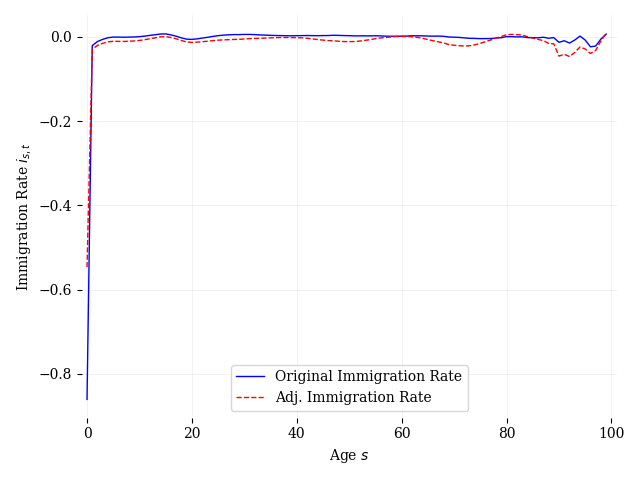 0.0
−0.2
−0.4
−0.6
−0.8
Immigration Rate i_{s,t}
Original Immigration Rate
Adj. Immigration Rate
0 20 40 60 80 100
Age s